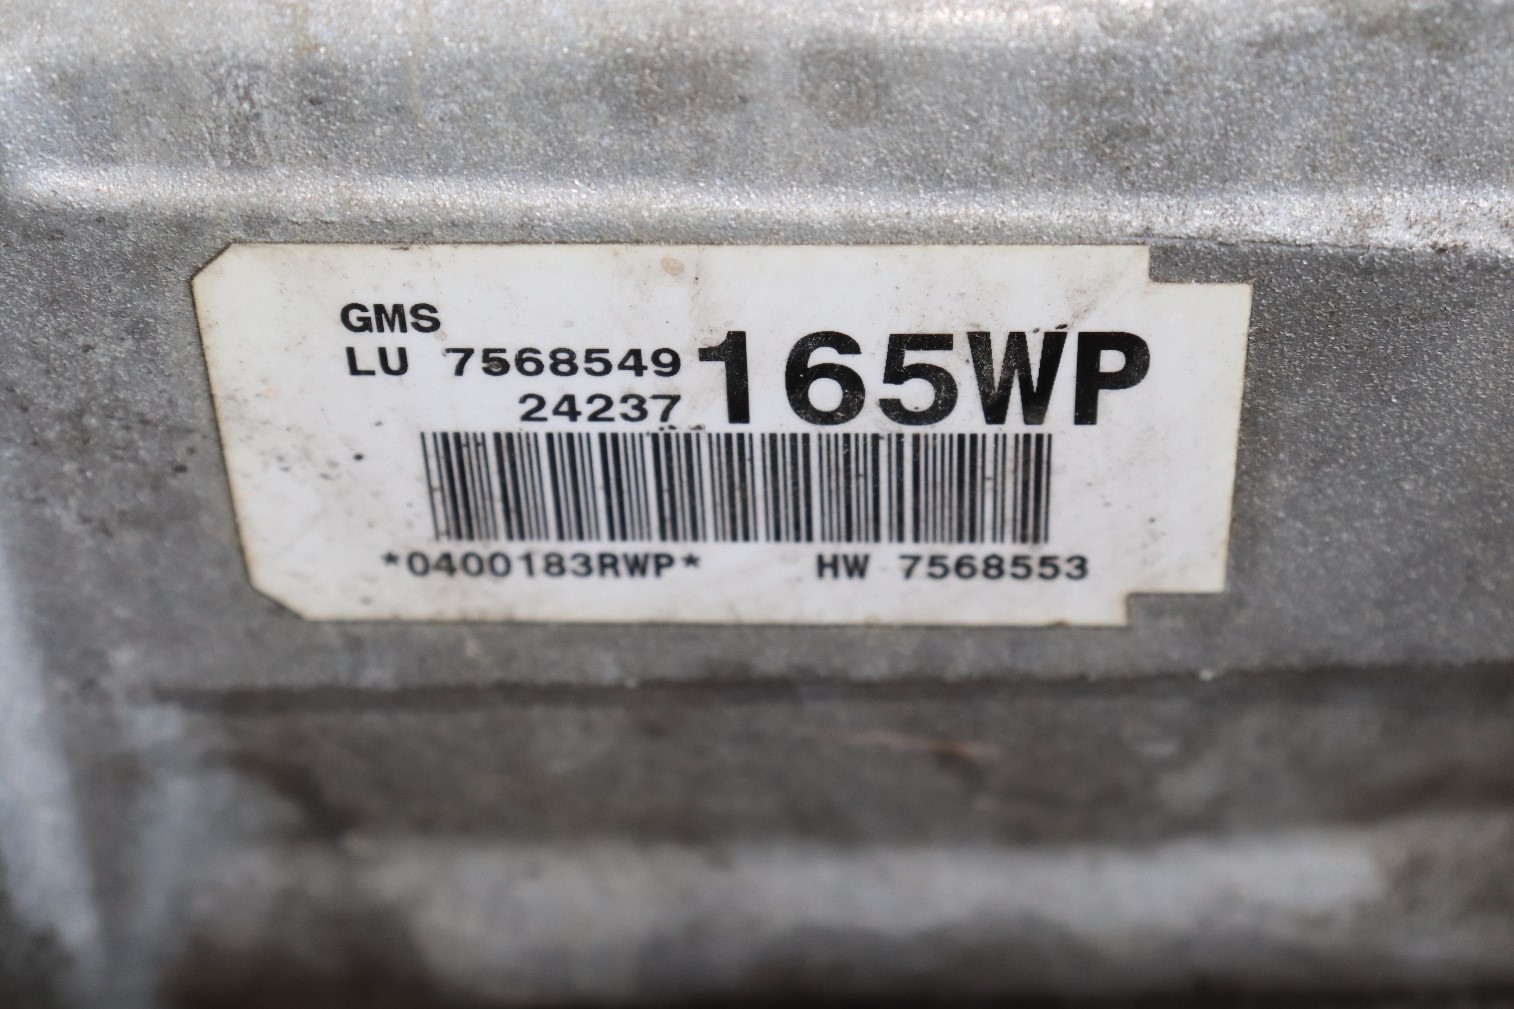 GMS
LU 7568549
24237
165WP
*0400183RWP* HW 7568553